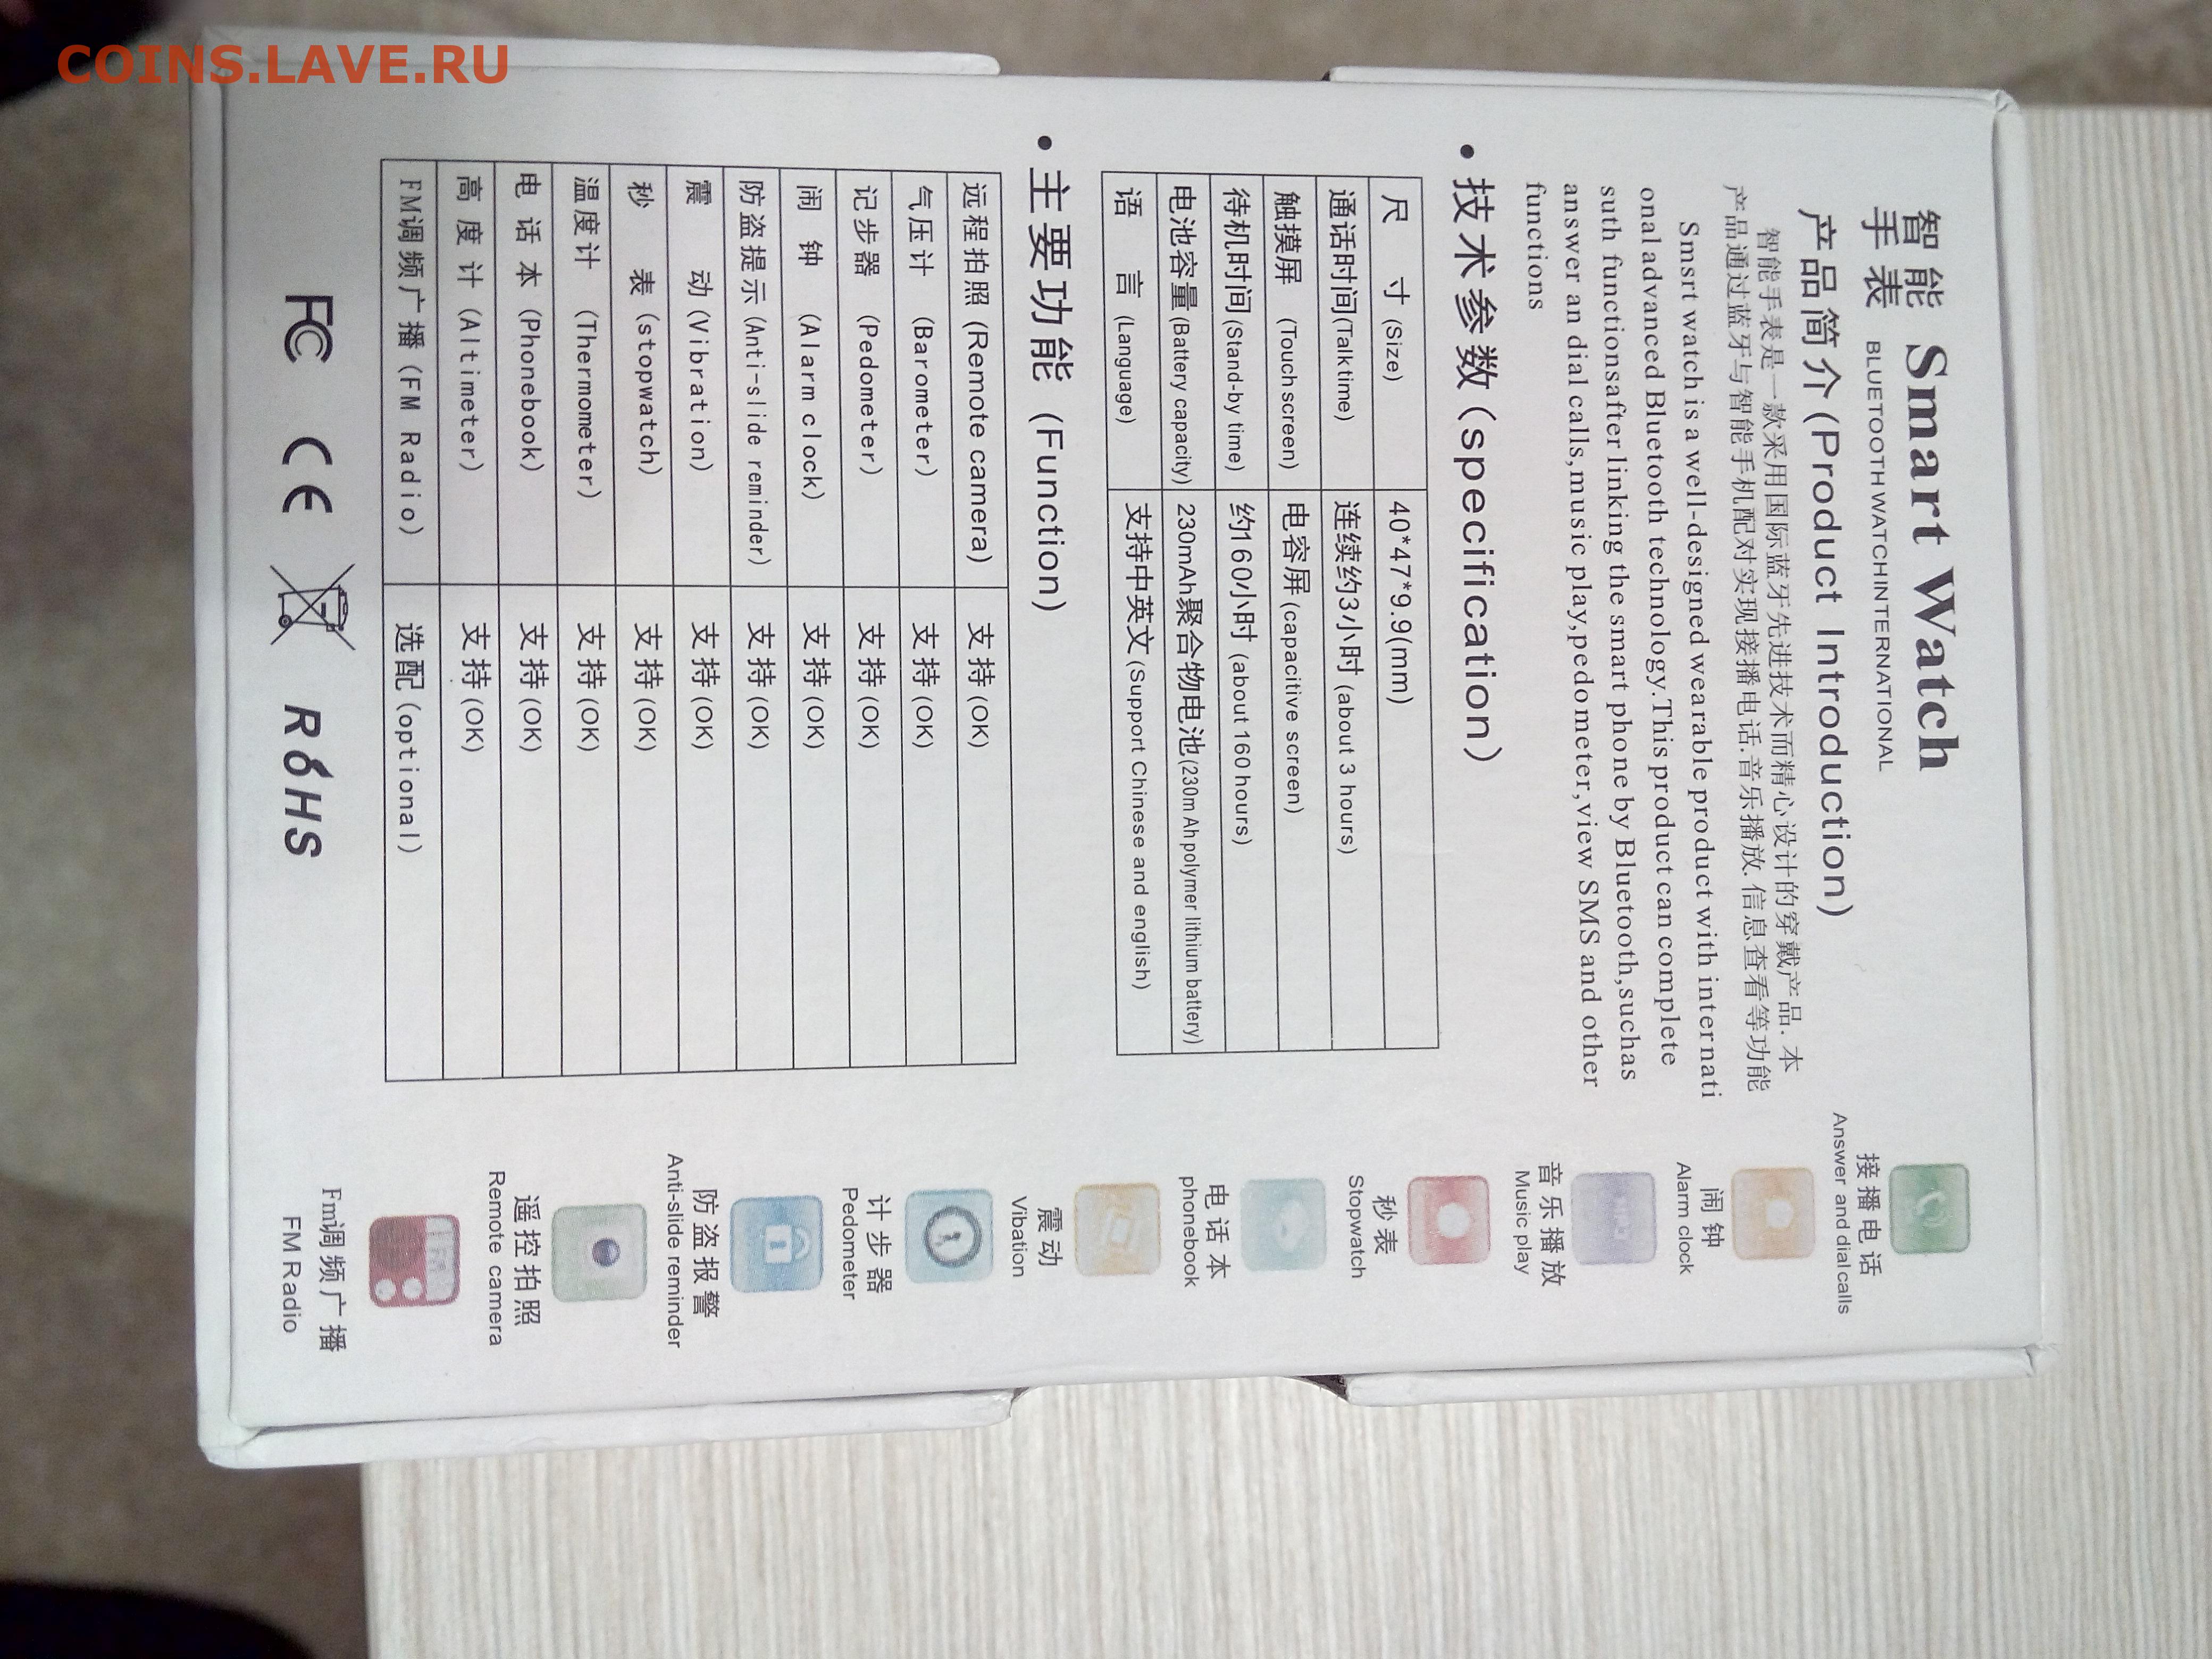 COINS.LAVE.RU
智能
手表
Smart Watch
BLUETOOTH WATCHINTERNATIONAL
产品简介(Product Introduction)
智能手表是一款采用国际蓝牙先进技术而精心设计的穿戴产品.本
产品通过蓝牙与智能手机配对实现接播电话.音乐播放.信息查看等功能
Smsrt watch is a well-designed wearable product with internati
onal advanced Bluetooth technology.This product can complete
suth functionsafter linking the smart phone by Bluetooth,suchas
answer an dial calls,music play,pedometer,view SMS and other
functions
• 技术参数(specification)
尺 寸 (Size) 40*47*9.9(mm)
通话时间(Talk time) 连续约3小时 (about 3 hours)
触摸屏 (Touch screen) 电容屏 (capacitive screen)
待机时间(Stand-by time) 约160小时 (about 160 hours)
电池容量(Battery capacity) 230mAh聚合物电池(230mAh polymer lithium battery)
语 言 (Language) 支持中英文 (Support Chinese and english)
• 主要功能 (Function)
远程拍照 (Remote camera) 支持 (OK)
气压计 (Barometer) 支持 (OK)
记步器 (Pedometer) 支持 (OK)
闹 钟 (Alarm clock) 支持 (OK)
防盗提示 (Anti-slide reminder) 支持 (OK)
震 动 (Vibration) 支持 (OK)
秒 表 (stopwatch) 支持 (OK)
温度计 (Thermometer) 支持 (OK)
电 话 本 (Phonebook) 支持 (OK)
高 度 计 (Altimeter) 支持 (OK)
FM调频广播 (FM Radio) 选配 (optional)
FC CE RoHS
接播电话
Answer and dial calls
闹钟
Alarm clock
音乐播放
Music play
秒表
Stopwatch
电话本
phonebook
震动
Vibation
计步器
Pedometer
防盗报警
Anti-slide reminder
遥控拍照
Remote camera
Fm调频广播
FM Radio